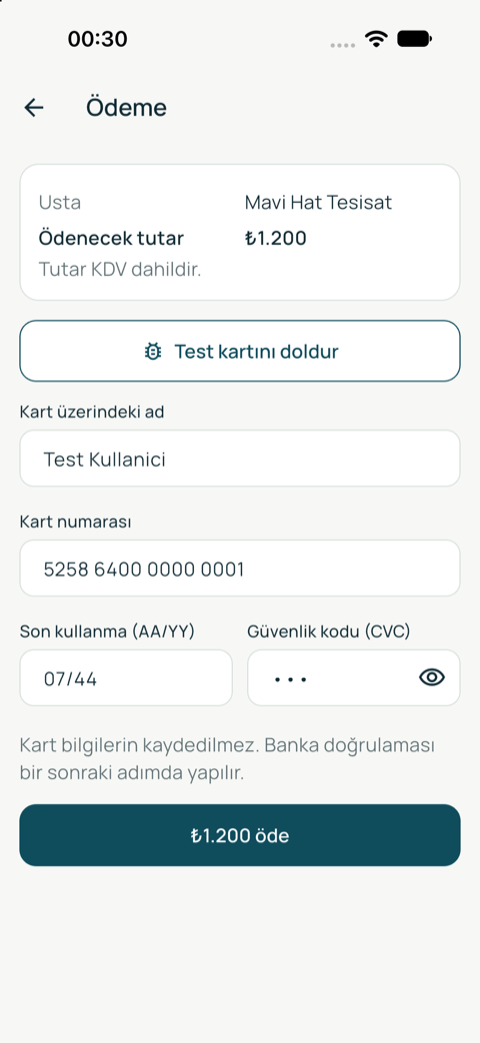 00:30
Ödeme
Usta Mavi Hat Tesisat
Ödenecek tutar ₺1.200
Tutar KDV dahildir.
Test kartını doldur
Kart üzerindeki ad
Test Kullanici
Kart numarası
5258 6400 0000 0001
Son kullanma (AA/YY) Güvenlik kodu (CVC)
07/44 •••
Kart bilgilerin kaydedilmez. Banka doğrulaması
bir sonraki adımda yapılır.
₺1.200 öde